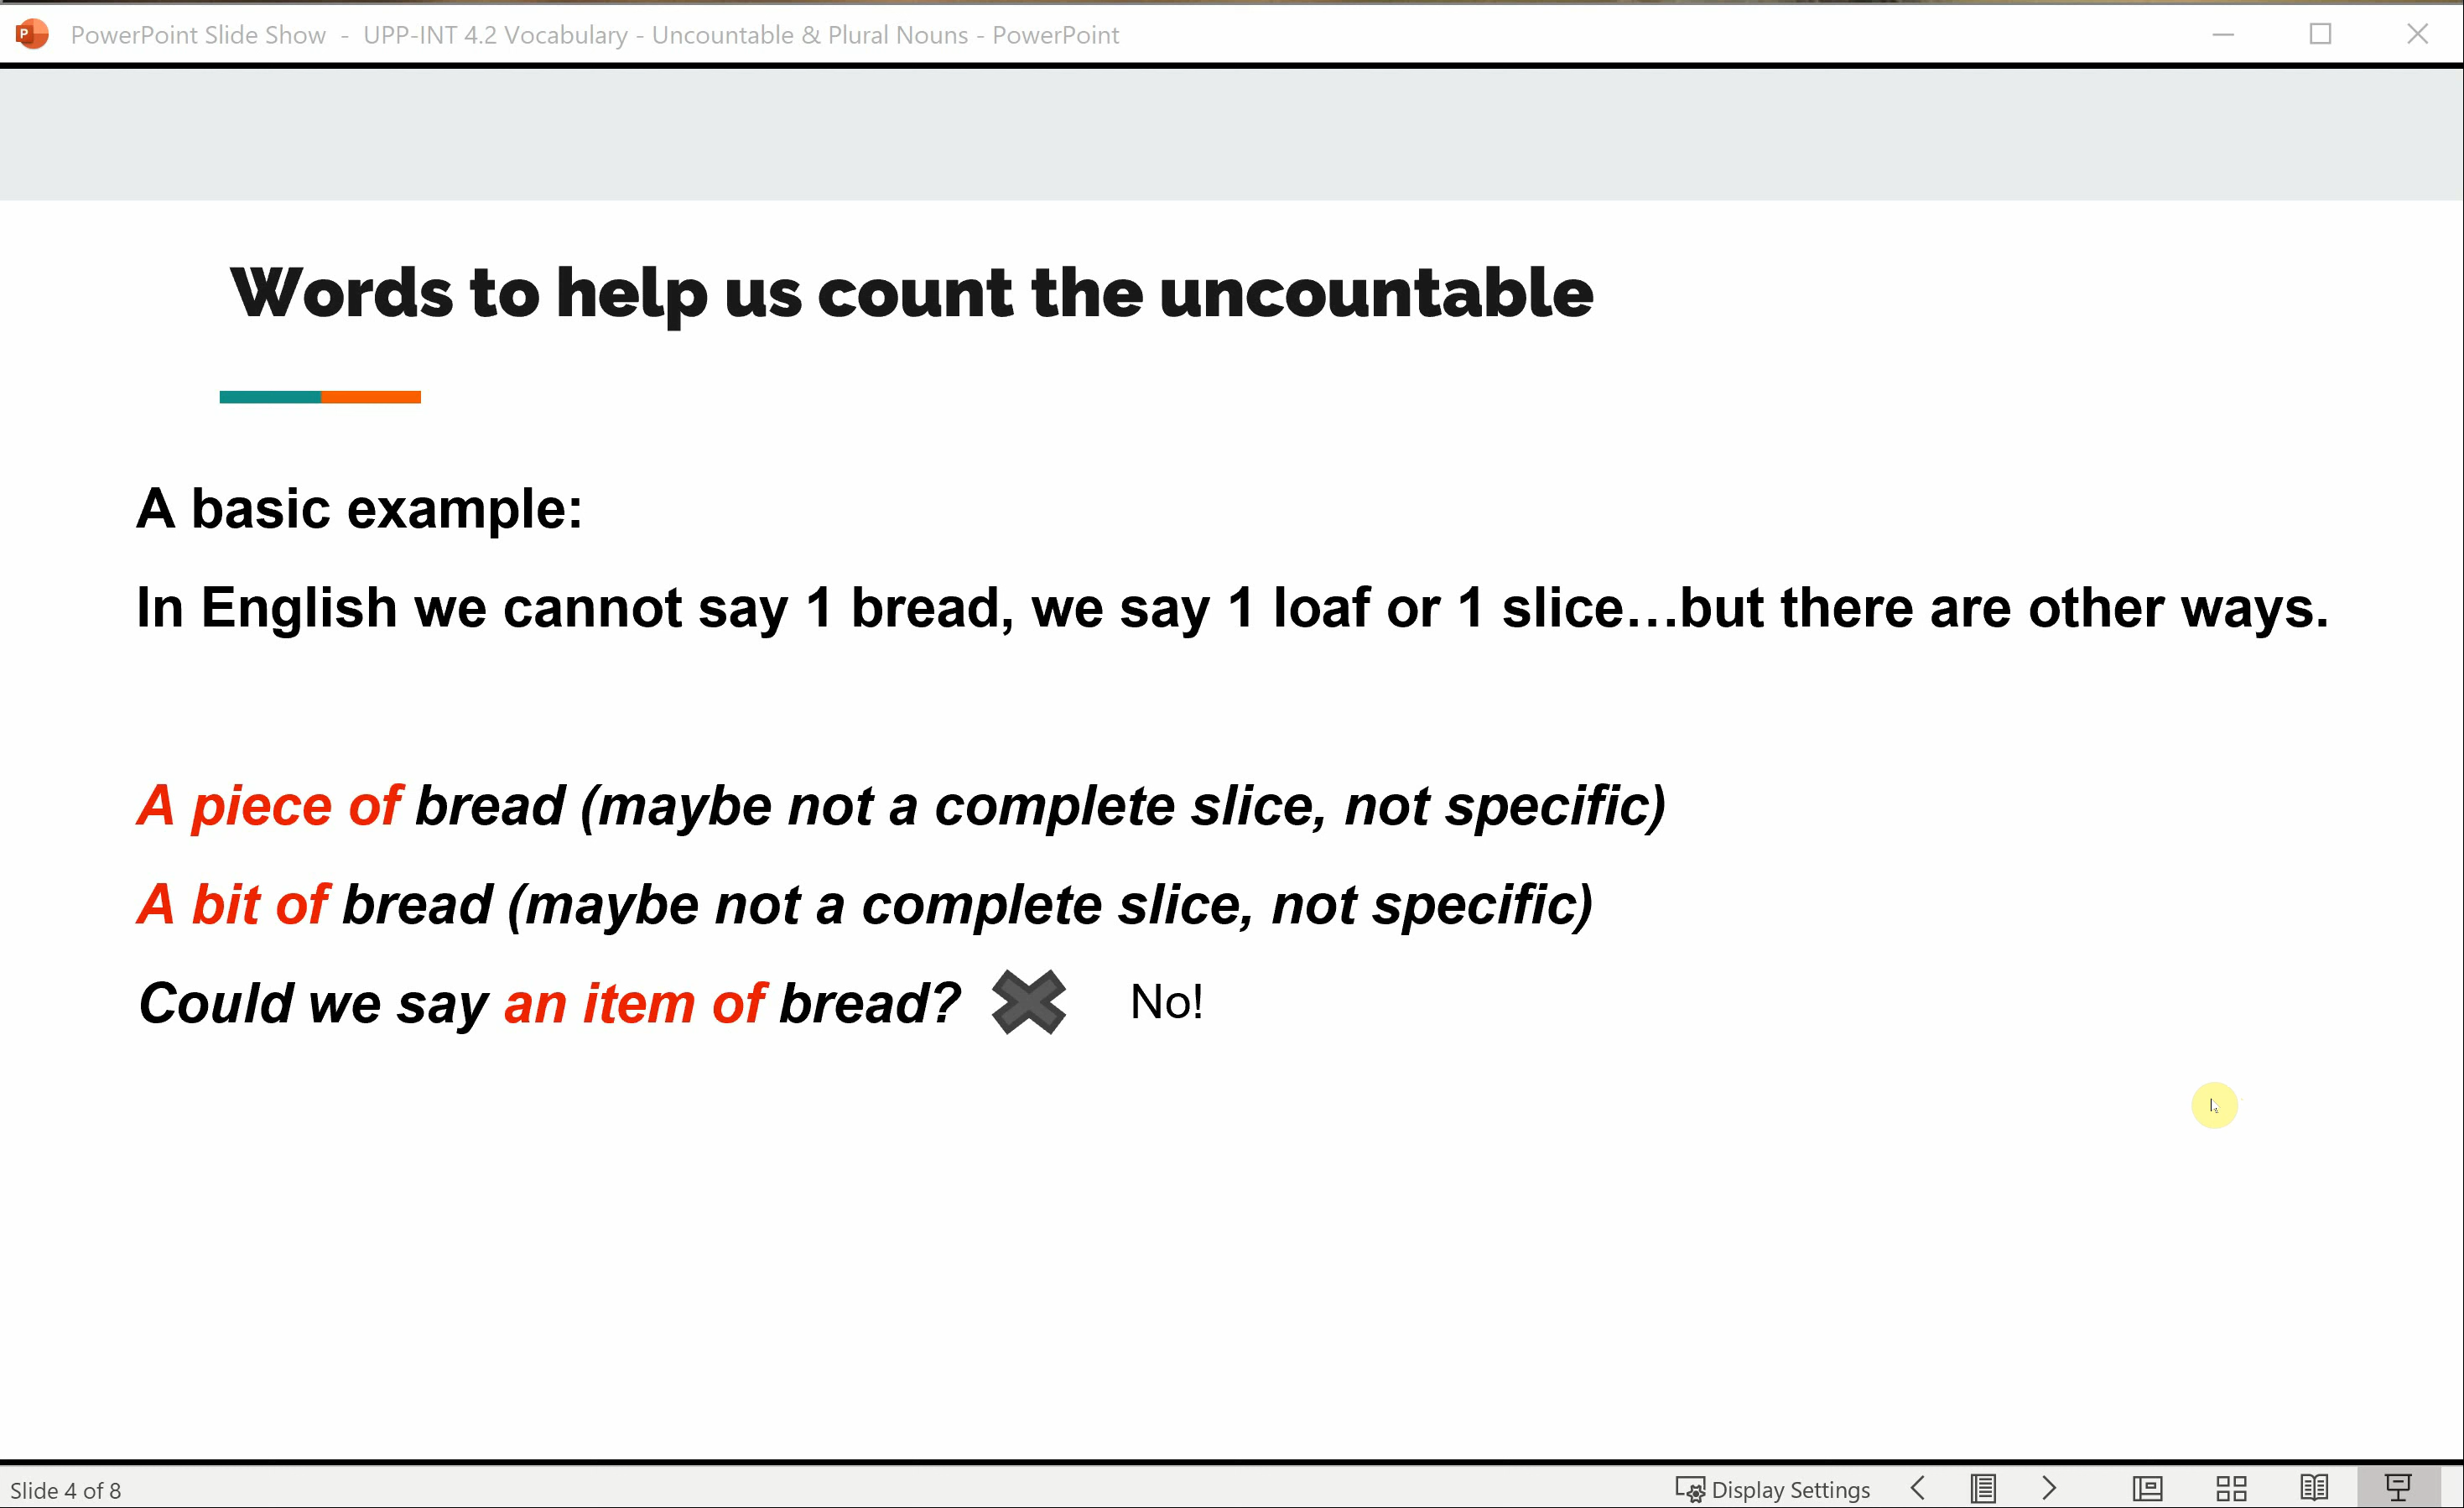 PowerPoint Slide Show - UPP-INT 4.2 Vocabulary - Uncountable & Plural Nouns - PowerPoint
Words to help us count the uncountable
A basic example:
In English we cannot say 1 bread, we say 1 loaf or 1 slice…but there are other ways.
A piece of bread (maybe not a complete slice, not specific)
A bit of bread (maybe not a complete slice, not specific)
Could we say an item of bread? No!
Slide 4 of 8 Display Settings